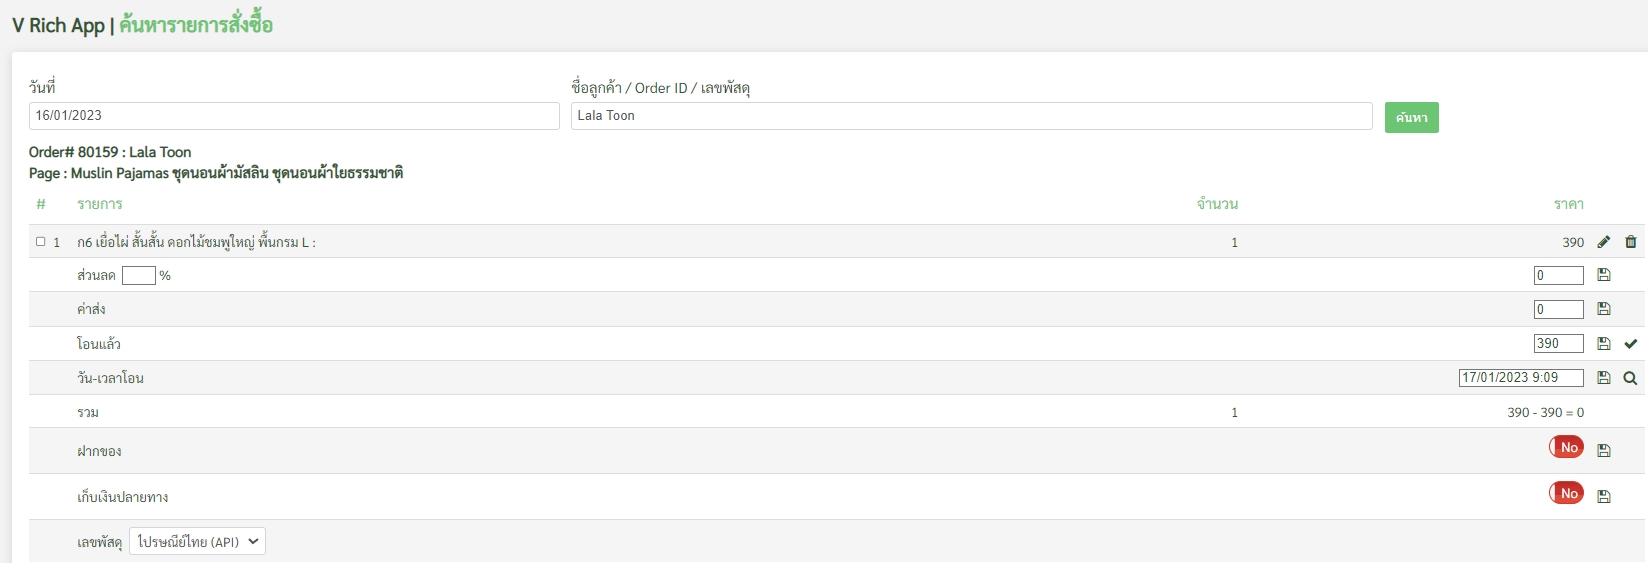 V Rich App | ค้นหารายการสั่งซื้อ
วันที่ ชื่อลูกค้า / Order ID / เลขพัสดุ
16/01/2023 Lala Toon ค้นหา
Order# 80159 : Lala Toon
Page : Muslin Pajamas ชุดนอนผ้ามัสลิน ชุดนอนผ้าใยธรรมชาติ
# รายการ จำนวน ราคา
1 ก6 เยื่อไผ่ สั้นสั้น ดอกไม้ชมพูใหญ่ พื้นกรม L : 1 390
ส่วนลด % 0
ค่าส่ง 0
โอนแล้ว 390
วัน-เวลาโอน 17/01/2023 9:09
รวม 1 390 - 390 = 0
ฝากของ No
เก็บเงินปลายทาง No
เลขพัสดุ ไปรษณีย์ไทย (API)